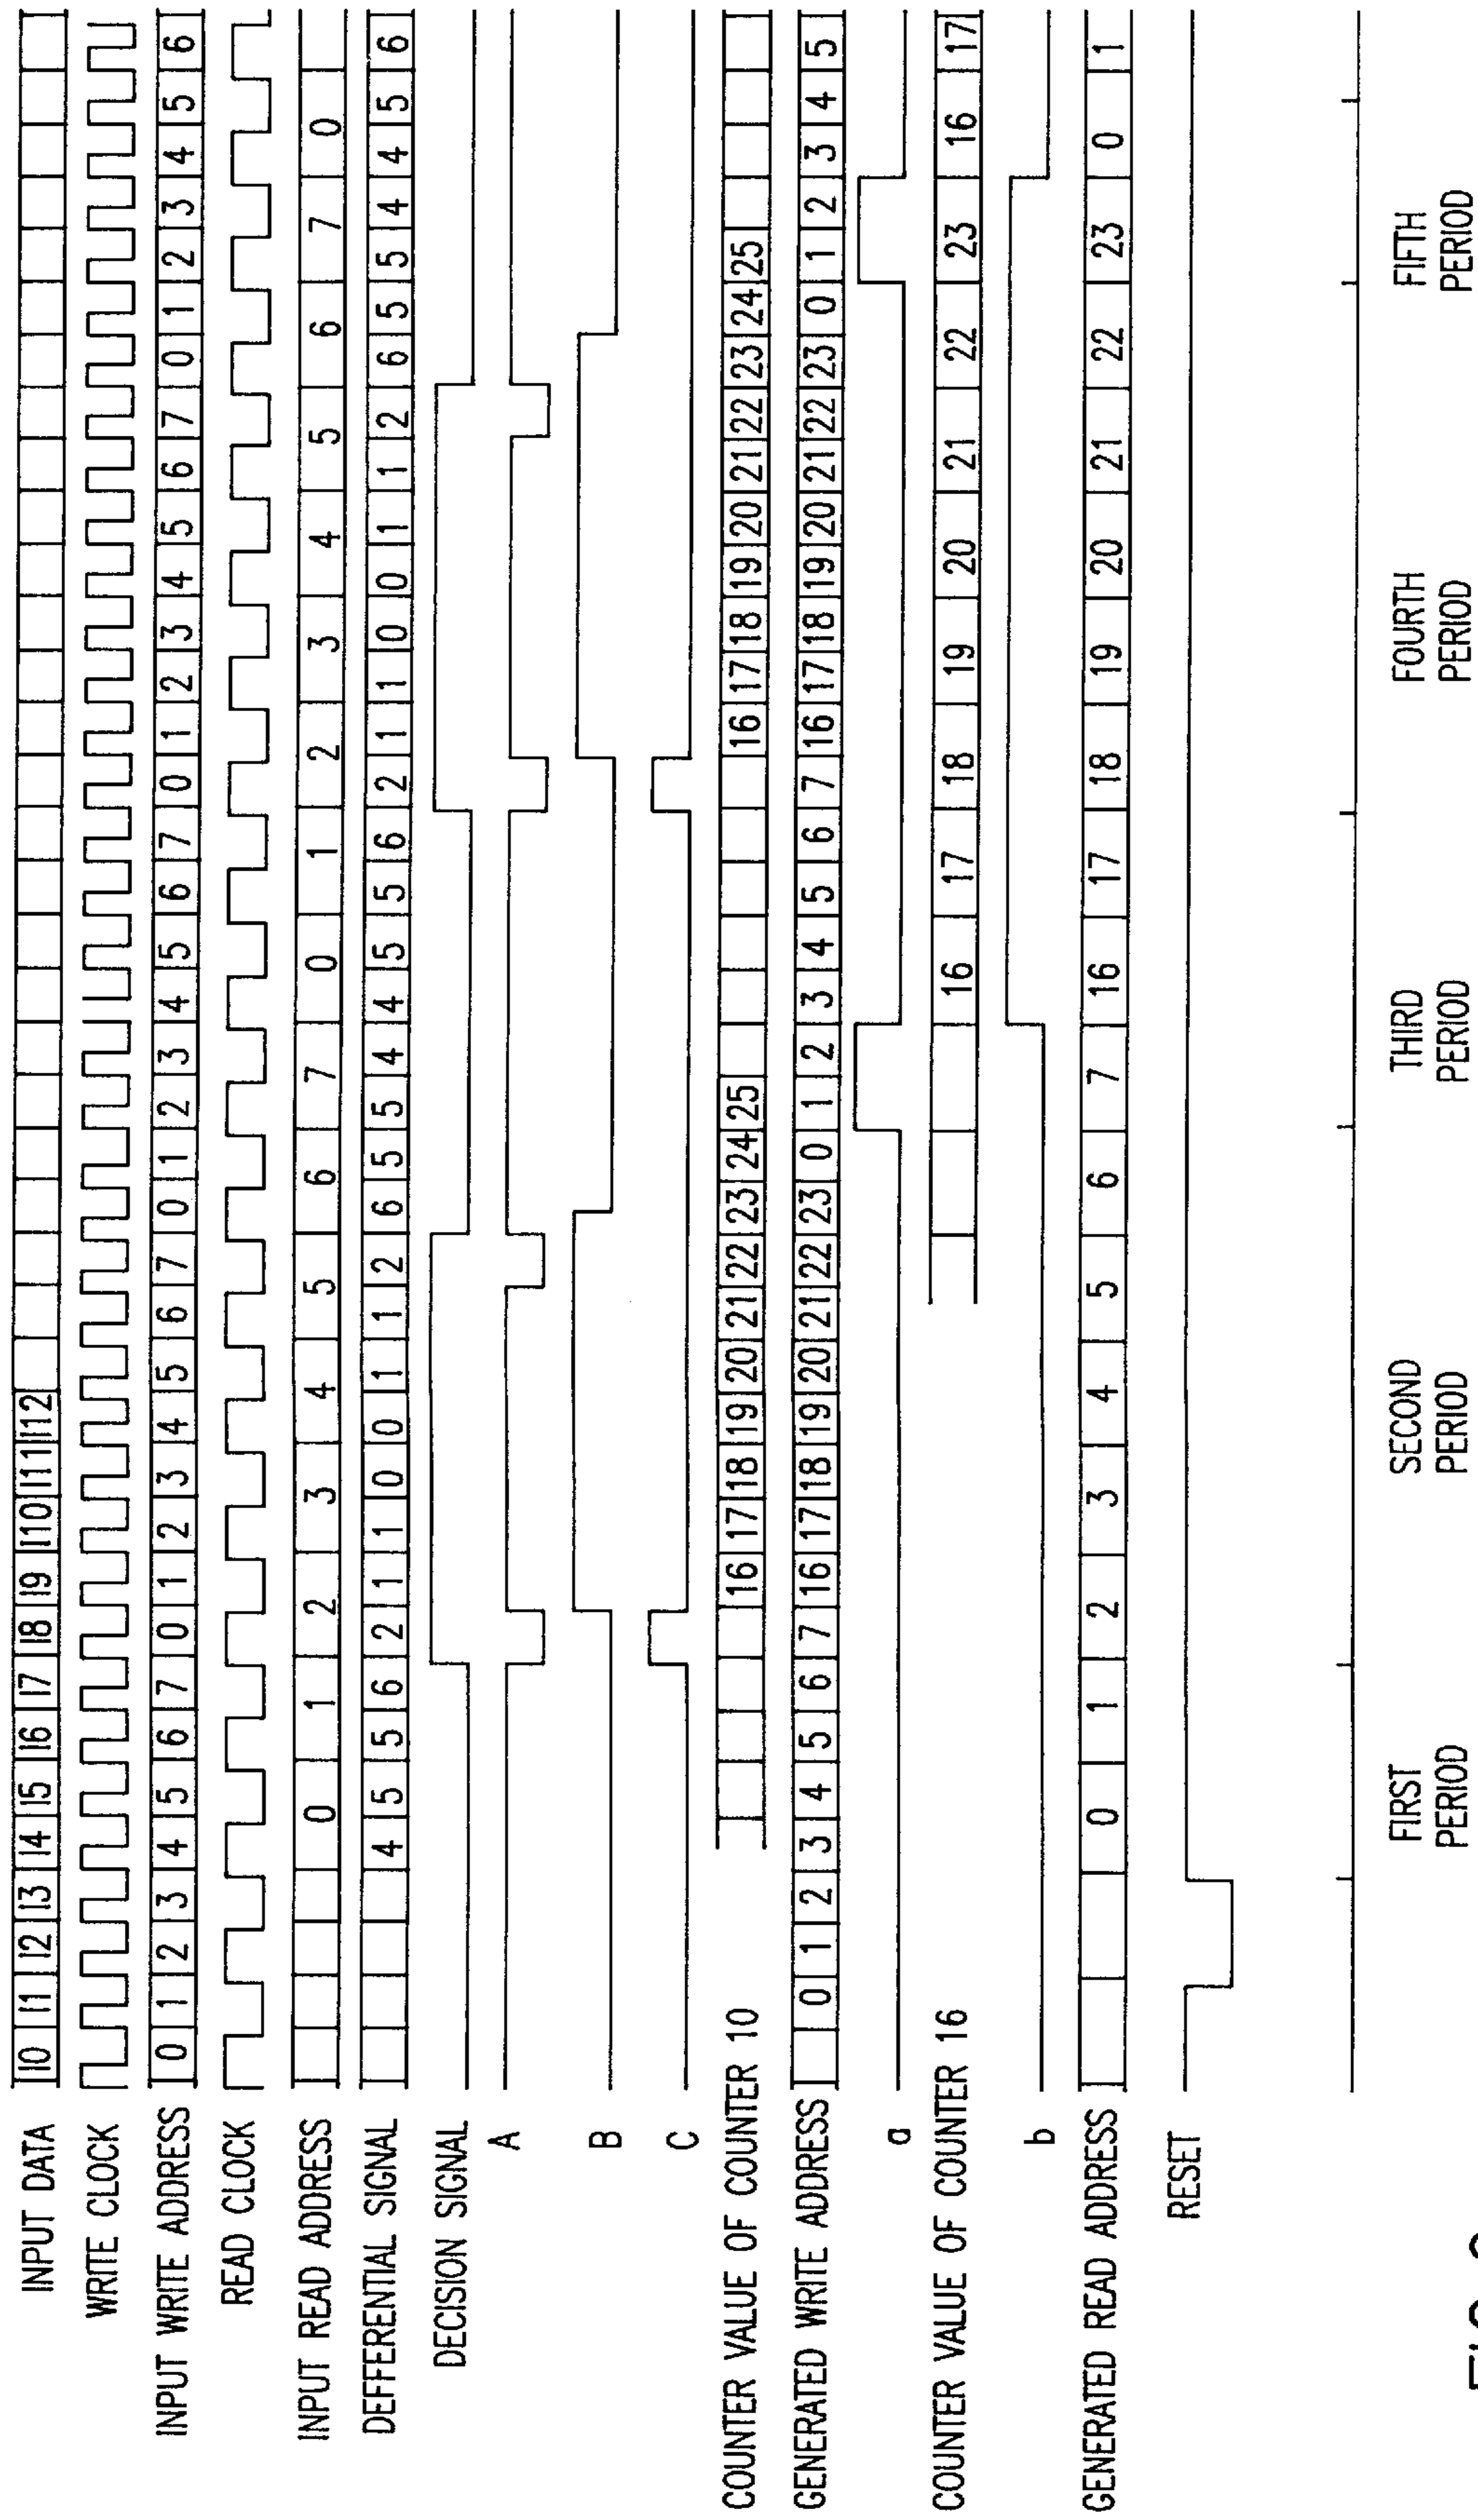 INPUT DATA I0 I1 I2 I3 I4 I5 I6 I7 I8 I9 I10 I11 I12
WRITE CLOCK
INPUT WRITE ADDRESS 0 1 2 3 4 5 6 7 0 1 2 3 4 5 6 7 0 1 2 3 4 5 6 7 0 1 2 3 4 5 6 7 0 1 2 3 4 5 6
READ CLOCK
INPUT READ ADDRESS 0 1 2 3 4 5 6 7 0 1 2 3 4 5 6 7 0
DEFFERENTIAL SIGNAL 4 5 5 6 2 1 1 0 0 1 1 2 6 5 5 4 4 5 5 6 2 1 1 0 0 1 1 2 6 5 5 4 4 5 6
DECISION SIGNAL
A
B
C
COUNTER VALUE OF COUNTER 10 16 17 18 19 20 21 22 23 24 25 16 17 18 19 20 21 22 23 24 25
GENERATED WRITE ADDRESS 0 1 2 3 4 5 6 7 16 17 18 19 20 21 22 23 0 1 2 3 4 5 6 7 16 17 18 19 20 21 22 23 0 1 2 3 4 5
a
COUNTER VALUE OF COUNTER 16 16 17 18 19 20 21 22 23 16 17
b
GENERATED READ ADDRESS 0 1 2 3 4 5 6 7 16 17 18 19 20 21 22 23 0 1
RESET
FIRST PERIOD
SECOND PERIOD
THIRD PERIOD
FOURTH PERIOD
FIFTH PERIOD